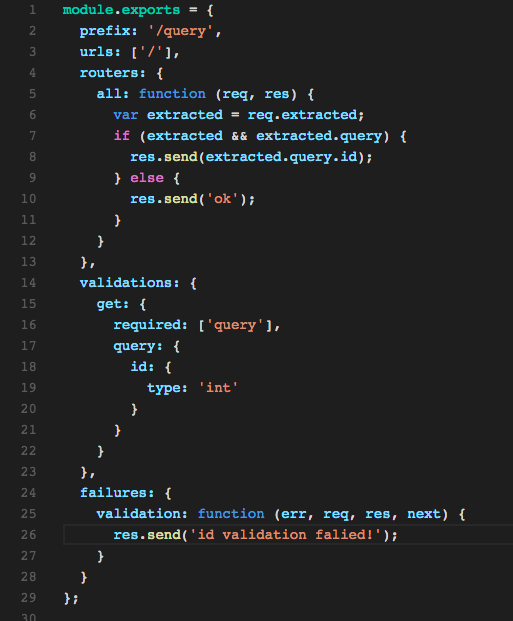 1 module.exports = {
2 prefix: '/query',
3 urls: ['/'],
4 routers: {
5 all: function (req, res) {
6 var extracted = req.extracted;
7 if (extracted && extracted.query) {
8 res.send(extracted.query.id);
9 } else {
10 res.send('ok');
11 }
12 }
13 },
14 validations: {
15 get: {
16 required: ['query'],
17 query: {
18 id: {
19 type: 'int'
20 }
21 }
22 }
23 },
24 failures: {
25 validation: function (err, req, res, next) {
26 res.send('id validation falied!');
27 }
28 }
29 };
30